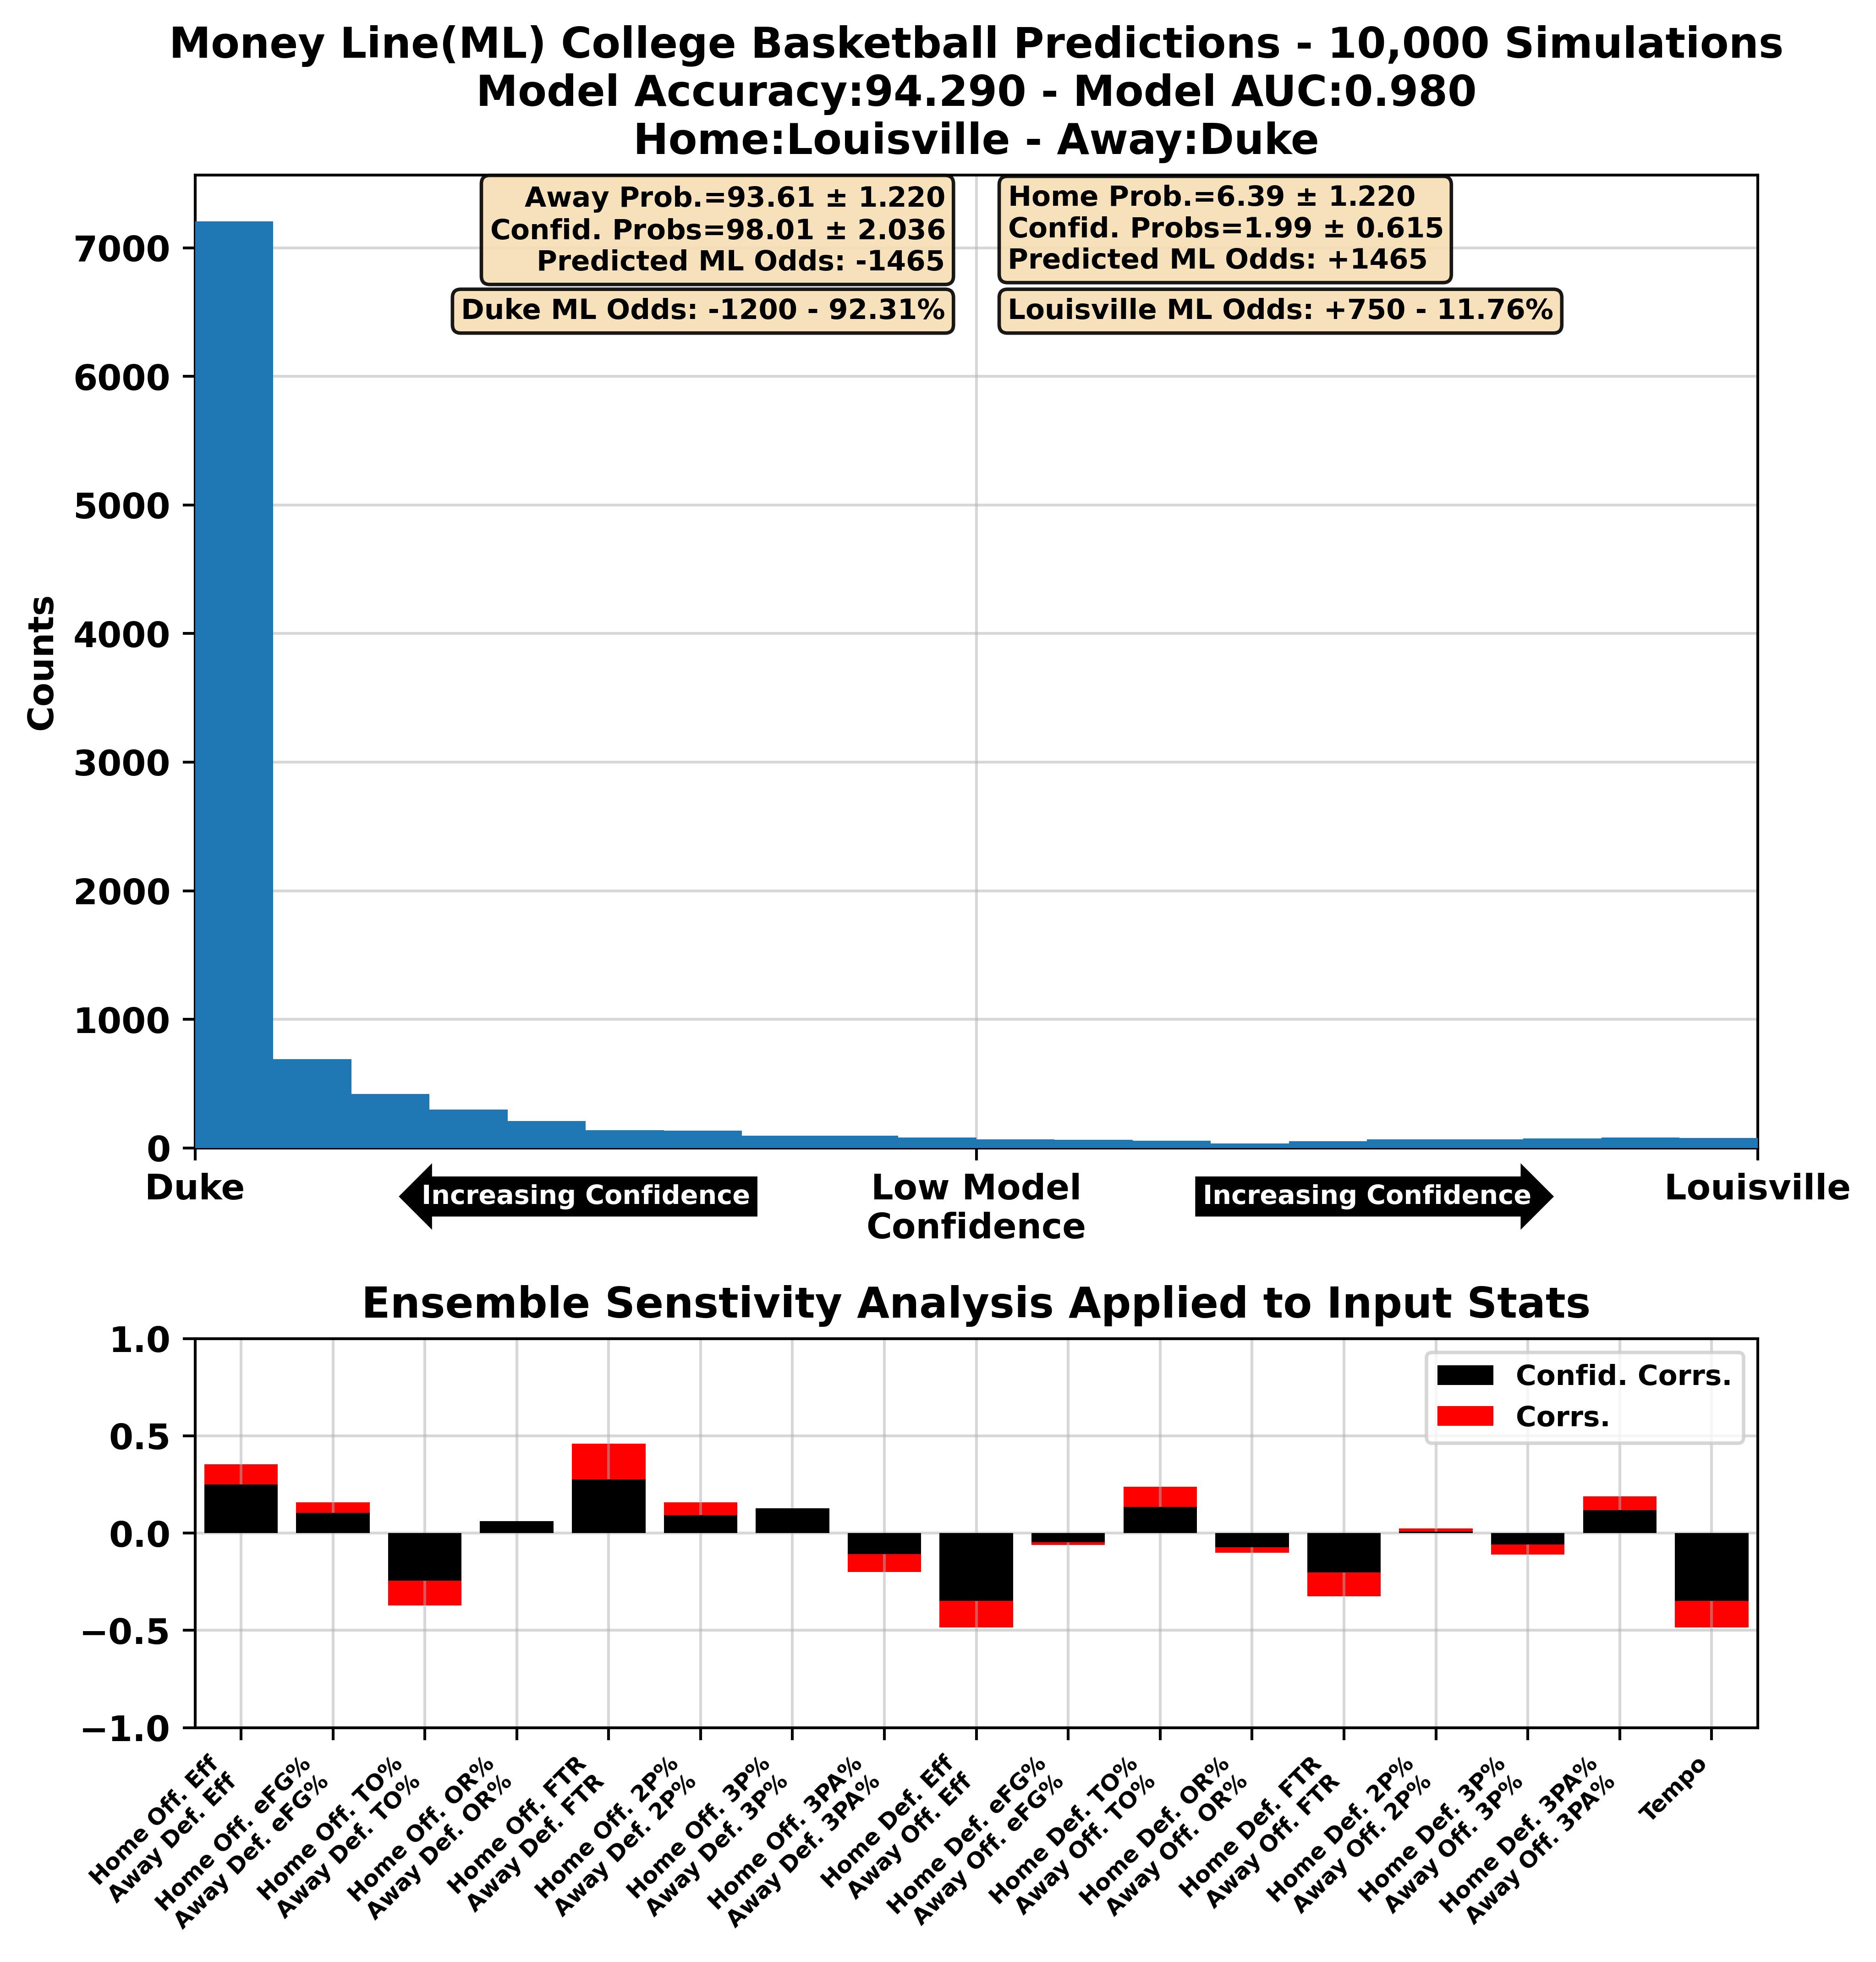 Money Line(ML) College Basketball Predictions - 10,000 Simulations
Model Accuracy:94.290 - Model AUC:0.980
Home:Louisville - Away:Duke
Away Prob.=93.61 ± 1.220
Confid. Probs=98.01 ± 2.036
Predicted ML Odds: -1465
Duke ML Odds: -1200 - 92.31%
Home Prob.=6.39 ± 1.220
Confid. Probs=1.99 ± 0.615
Predicted ML Odds: +1465
Louisville ML Odds: +750 - 11.76%
Counts
7000
6000
5000
4000
3000
2000
1000
0
Duke
Increasing Confidence
Low Model
Confidence
Increasing Confidence
Louisville
Ensemble Senstivity Analysis Applied to Input Stats
1.0
0.5
0.0
−0.5
−1.0
Confid. Corrs.
Corrs.
Home Off. Eff
Away Def. Eff
Home Off. eFG%
Away Def. eFG%
Home Off. TO%
Away Def. TO%
Home Off. OR%
Away Def. OR%
Home Off. FTR
Away Def. FTR
Home Off. 2P%
Away Def. 2P%
Home Off. 3P%
Away Def. 3P%
Home Off. 3PA%
Away Def. 3PA%
Home Def. Eff
Away Off. Eff
Home Def. eFG%
Away Off. eFG%
Home Def. TO%
Away Off. TO%
Home Def. OR%
Away Off. OR%
Home Def. FTR
Away Off. FTR
Home Def. 2P%
Away Off. 2P%
Home Def. 3P%
Away Off. 3P%
Home Def. 3PA%
Away Off. 3PA%
Tempo